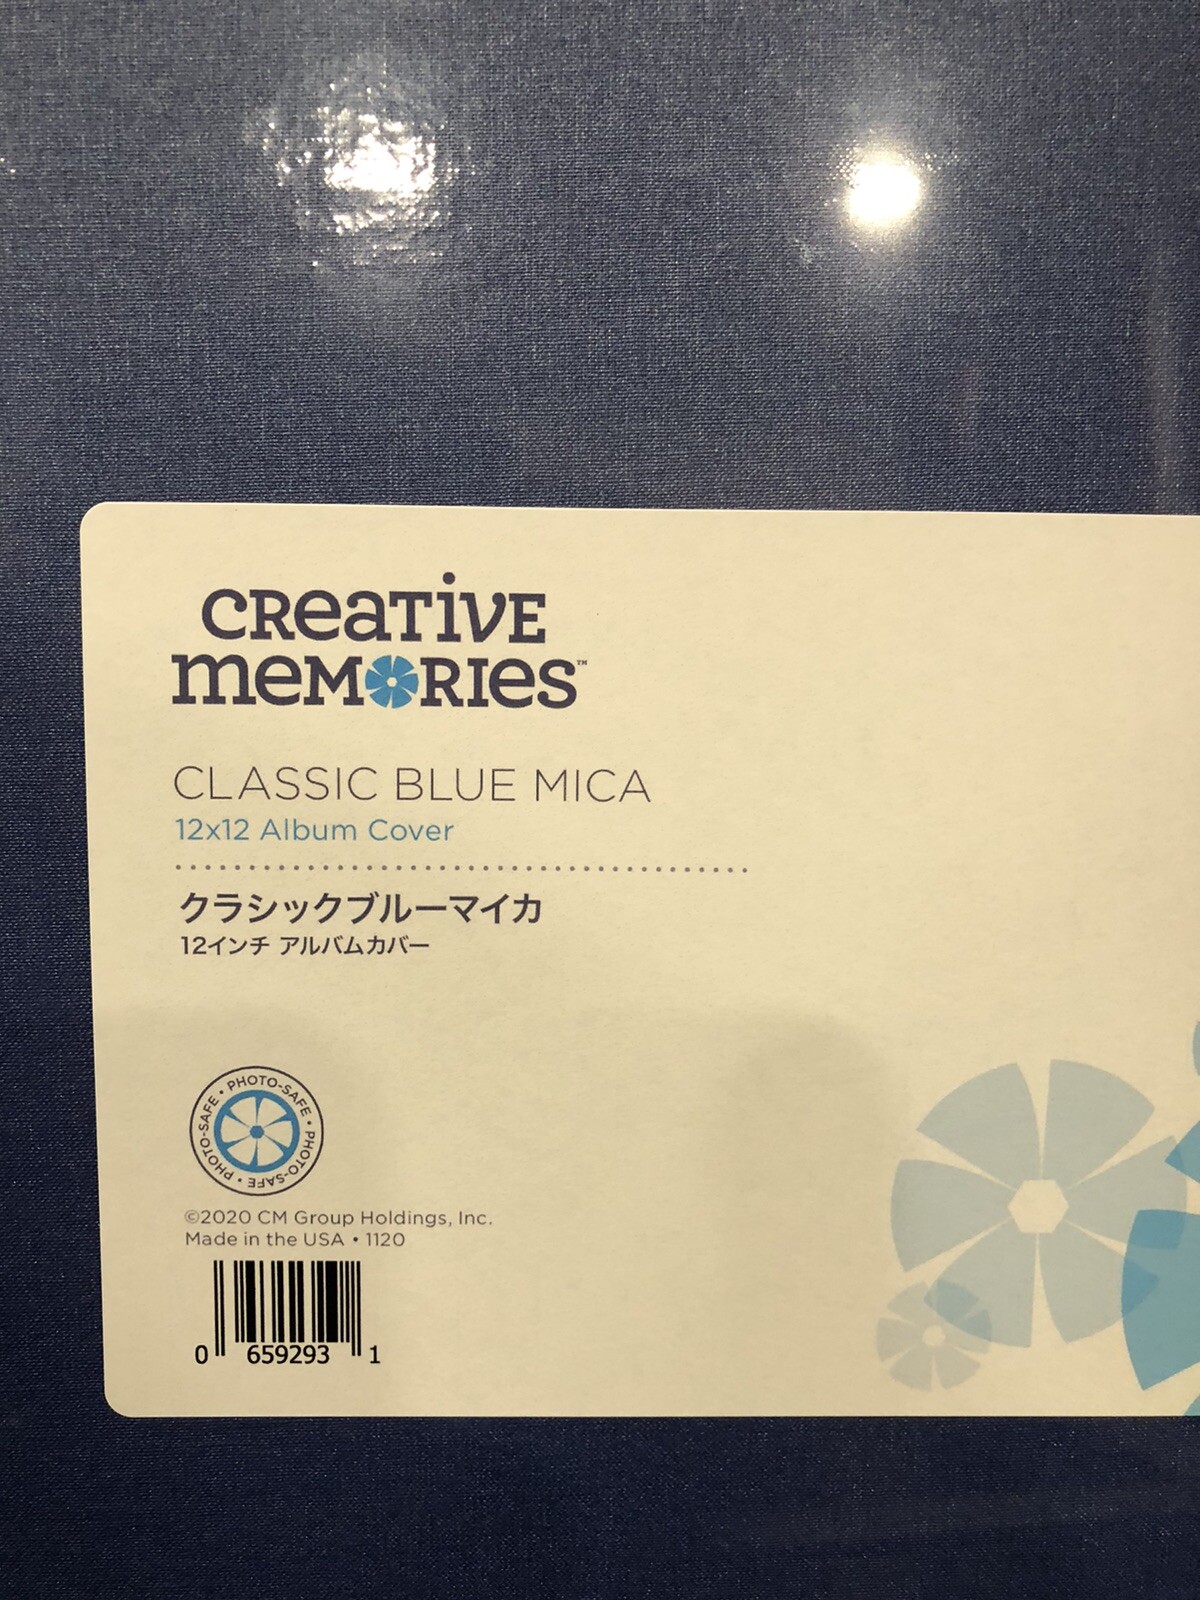 CREATIVE
MEMORIES™
CLASSIC BLUE MICA
12x12 Album Cover
クラシックブルーマイカ
12インチ アルバムカバー
PHOTO-SAFE • PHOTO-SAFE • PHOTO-SAFE •
©2020 CM Group Holdings, Inc.
Made in the USA • 1120
0 659293 1